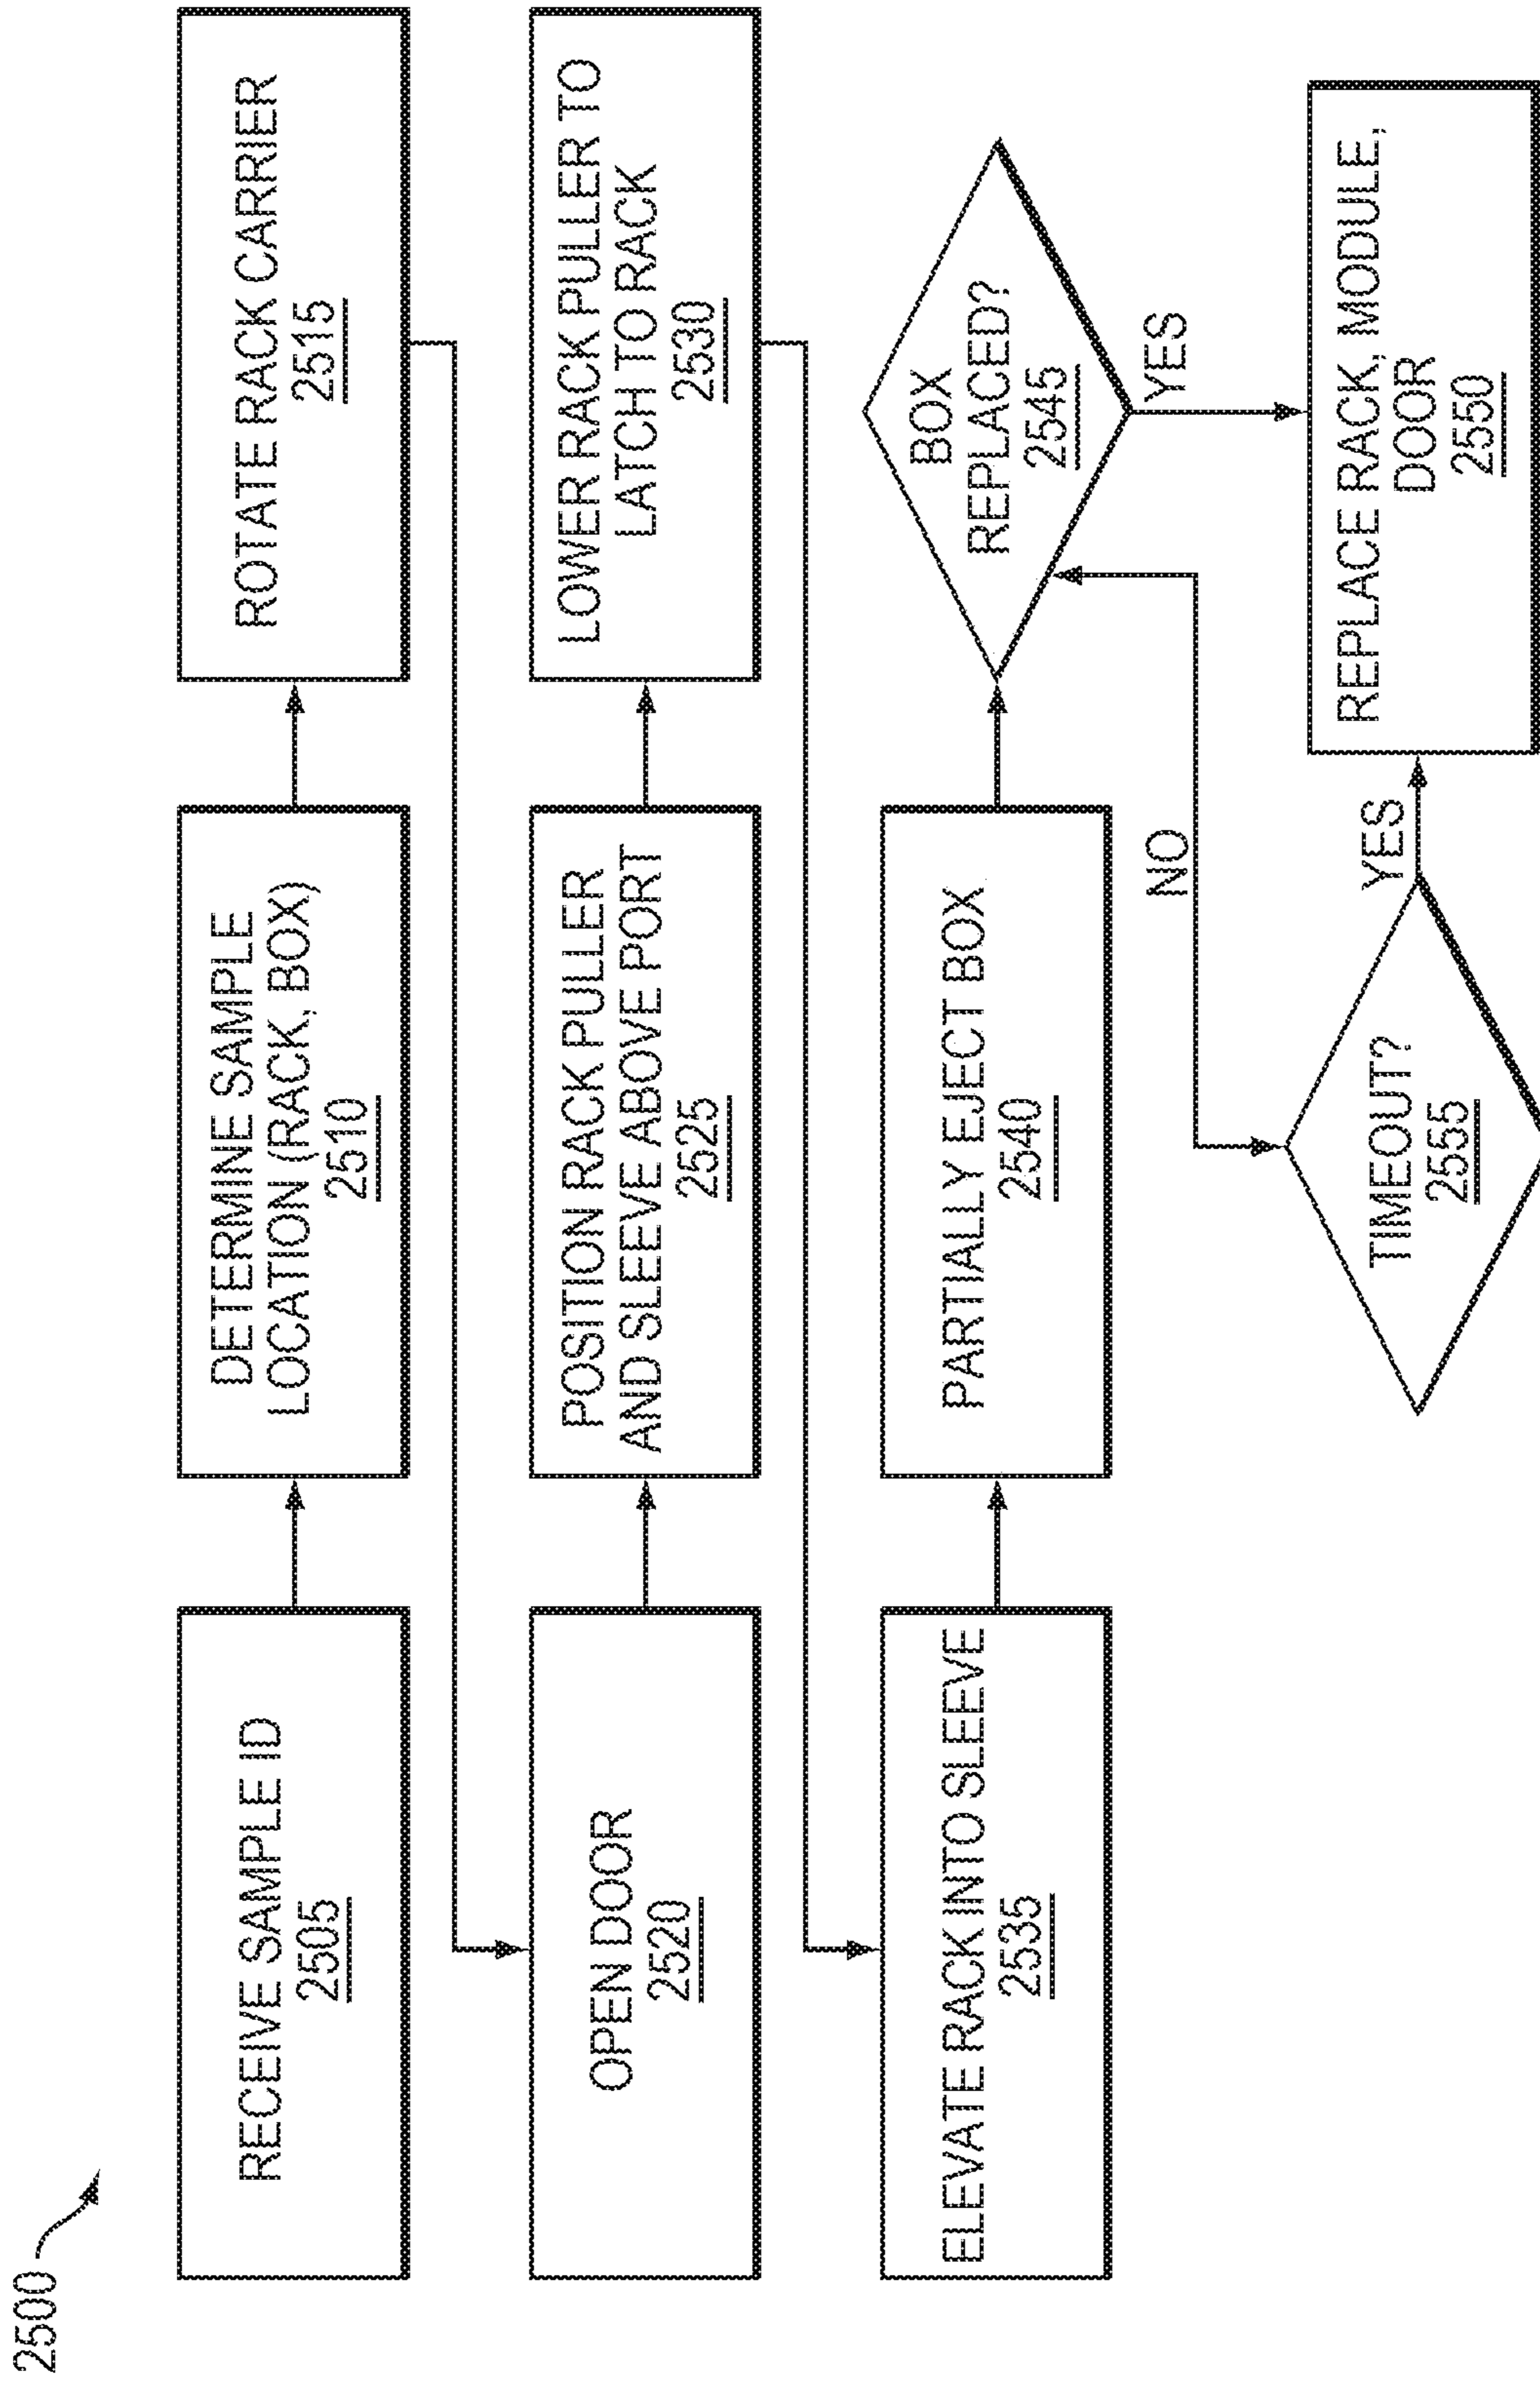 2500
RECEIVE SAMPLE ID
2505
DETERMINE SAMPLE
LOCATION (RACK, BOX)
2510
ROTATE RACK CARRIER
2515
OPEN DOOR
2520
POSITION RACK PULLER
AND SLEEVE ABOVE PORT
2525
LOWER RACK PULLER TO
LATCH TO RACK
2530
ELEVATE RACK INTO SLEEVE
2535
PARTIALLY EJECT BOX
2540
BOX
REPLACED?
2545
NO
YES
TIMEOUT?
2555
YES
REPLACE RACK, MODULE,
DOOR
2550